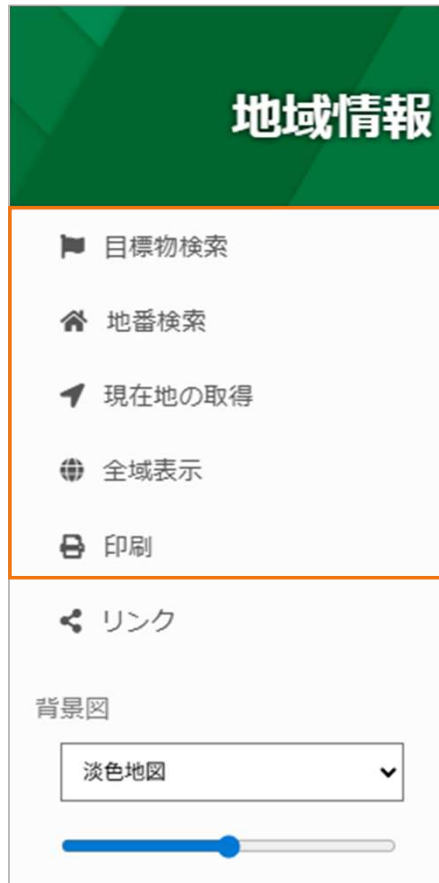 地域情報
目標物検索
地番検索
現在地の取得
全域表示
印刷
リンク
背景図
淡色地図